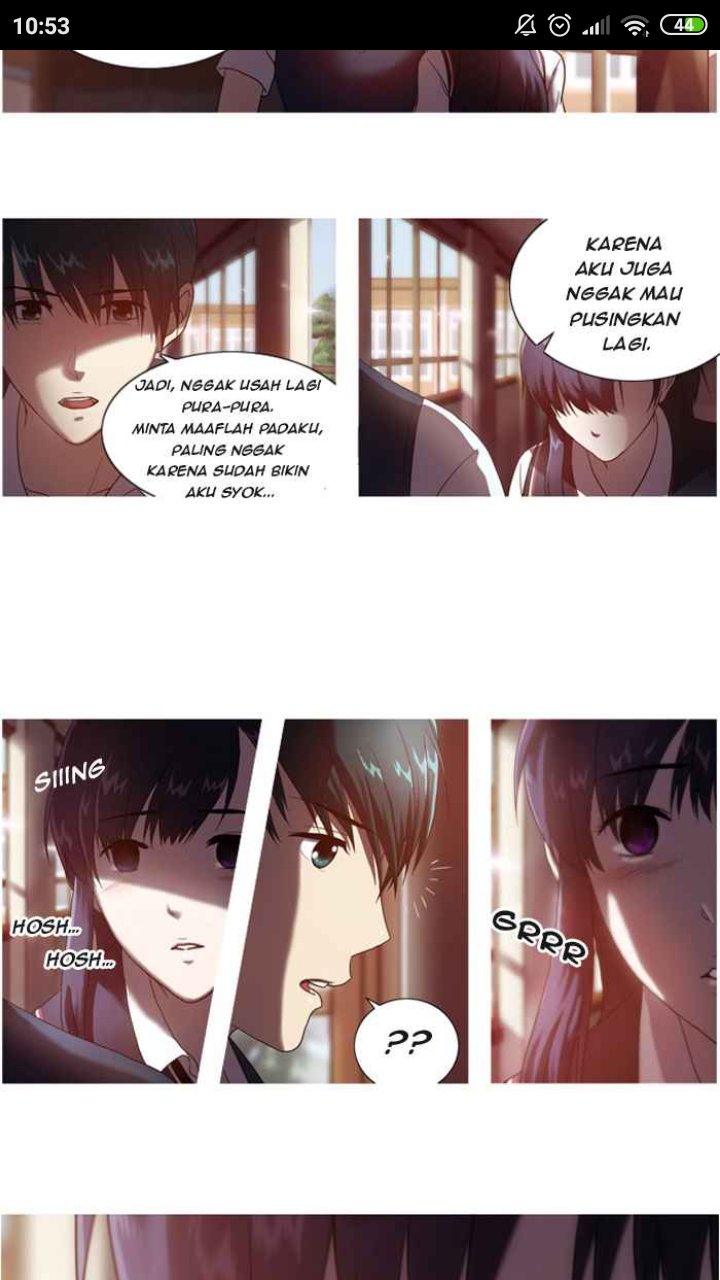 10:53
44
JADI, NGGAK USAH LAGI
PURA-PURA.
MINTA MAAFLAH PADAKU,
PALING NGGAK
KARENA SUDAH BIKIN
AKU SYOK...
KARENA
AKU JUGA
NGGAK MAU
PUSINGKAN
LAGI.
SIIING
HOSH...
HOSH...
??
GRRR